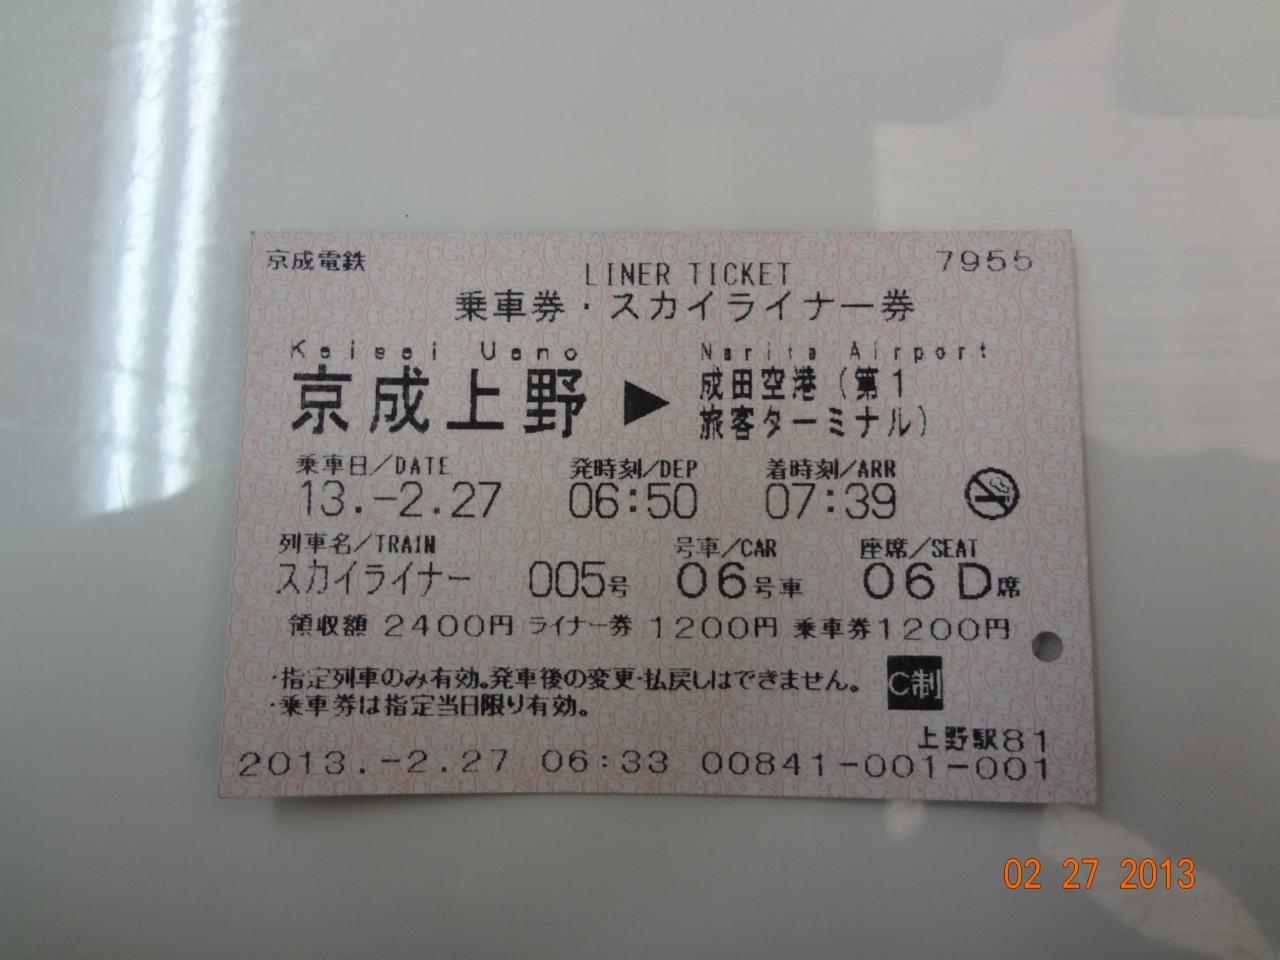 京成電鉄
7955
LINER TICKET
乗車券・スカイライナー券
Keisei Ueno
Narita Airport
京成上野 ▶ 成田空港(第1
旅客ターミナル)
乗車日/DATE 発時刻/DEP 着時刻/ARR
13.-2.27 06:50 07:39
列車名/TRAIN 号車/CAR 座席/SEAT
スカイライナー 005号 06号車 06D席
領収額 2400円 ライナー券 1200円 乗車券1200円
・指定列車のみ有効。発車後の変更・払戻しはできません。
・乗車券は指定当日限り有効。
C制
上野駅81
2013.-2.27 06:33 00841-001-001
02 27 2013